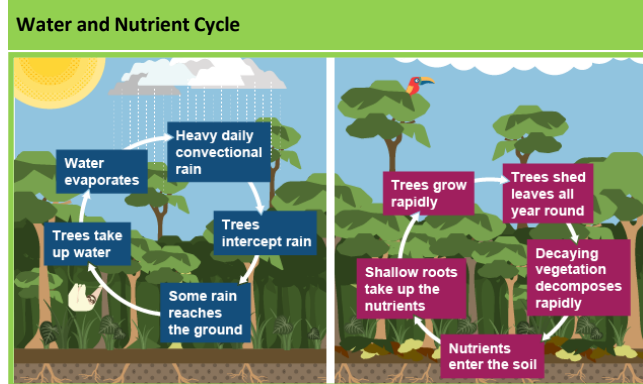 Water and Nutrient Cycle
Heavy daily
convectional
rain
Trees
intercept rain
Some rain
reaches
the ground
Trees take
up water
Water
evaporates
Trees shed
leaves all
year round
Decaying
vegetation
decomposes
rapidly
Nutrients
enter the soil
Shallow roots
take up the
nutrients
Trees grow
rapidly